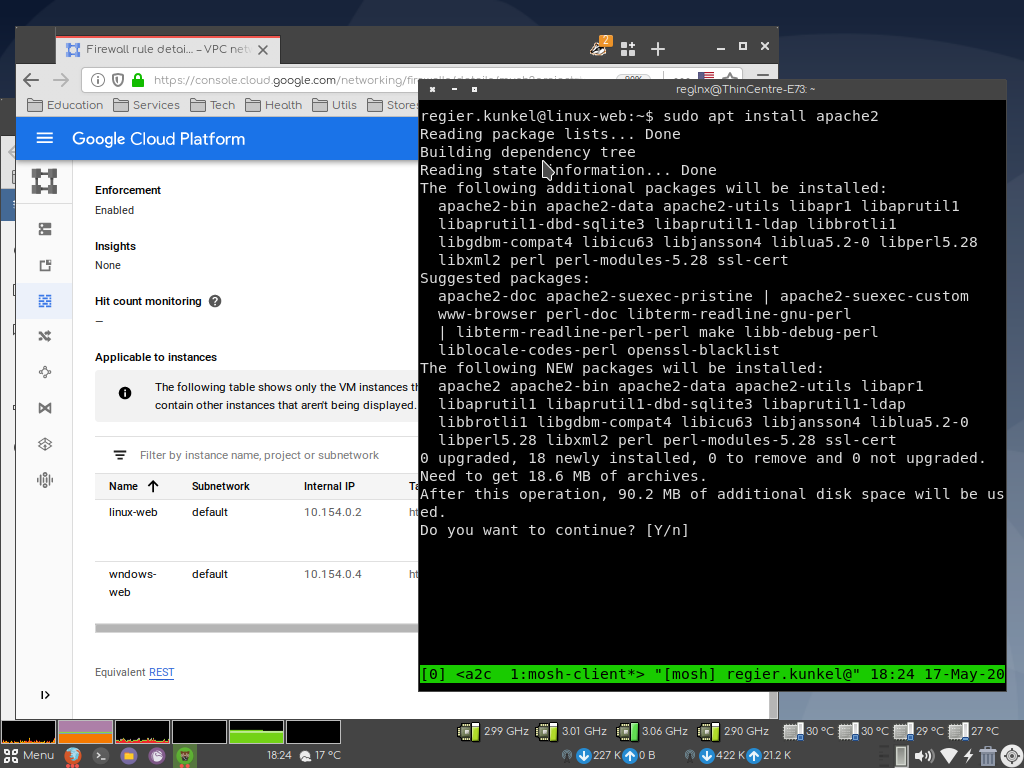 Firewall rule detai... – VPC net
2
https://console.cloud.google.com/networking/fir
Education
Services
Tech
Health
Utils
Stores
Google Cloud Platform
Enforcement
Enabled
Insights
None
Hit count monitoring
—
Applicable to instances
The following table shows only the VM instances th
contain other instances that aren't being displayed.
Filter by instance name, project or subnetwork
Name Subnetwork Internal IP Ta
linux-web default 10.154.0.2 ht
wndows-
web
default 10.154.0.4 ht
Equivalent REST
reglnx@ThinCentre-E73: ~
regier.kunkel@linux-web:~$ sudo apt install apache2
Reading package lists... Done
Building dependency tree
Reading state information... Done
The following additional packages will be installed:
apache2-bin apache2-data apache2-utils libapr1 libaprutil1
libaprutil1-dbd-sqlite3 libaprutil1-ldap libbrotli1
libgdbm-compat4 libicu63 libjansson4 liblua5.2-0 libperl5.28
libxml2 perl perl-modules-5.28 ssl-cert
Suggested packages:
apache2-doc apache2-suexec-pristine | apache2-suexec-custom
www-browser perl-doc libterm-readline-gnu-perl
| libterm-readline-perl-perl make libb-debug-perl
liblocale-codes-perl openssl-blacklist
The following NEW packages will be installed:
apache2 apache2-bin apache2-data apache2-utils libapr1
libaprutil1 libaprutil1-dbd-sqlite3 libaprutil1-ldap
libbrotli1 libgdbm-compat4 libicu63 libjansson4 liblua5.2-0
libperl5.28 libxml2 perl perl-modules-5.28 ssl-cert
0 upgraded, 18 newly installed, 0 to remove and 0 not upgraded.
Need to get 18.6 MB of archives.
After this operation, 90.2 MB of additional disk space will be us
ed.
Do you want to continue? [Y/n]
[0] <a2c 1:mosh-client*> "[mosh] regier.kunkel@" 18:24 17-May-20
2.99 GHz 3.01 GHz 3.06 GHz 2.90 GHz 30 °C 30 °C 29 °C 27 °C
Menu 18:24 17 °C 227 K 0 B 422 K 21.2 K